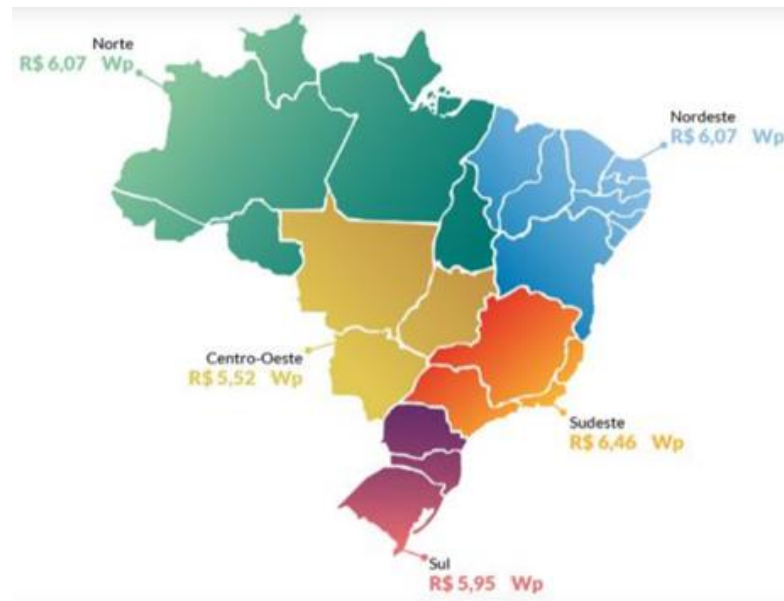 Norte
R$ 6,07 Wp
Nordeste
R$ 6,07 Wp
Centro-Oeste
R$ 5,52 Wp
Sudeste
R$ 6,46 Wp
Sul
R$ 5,95 Wp